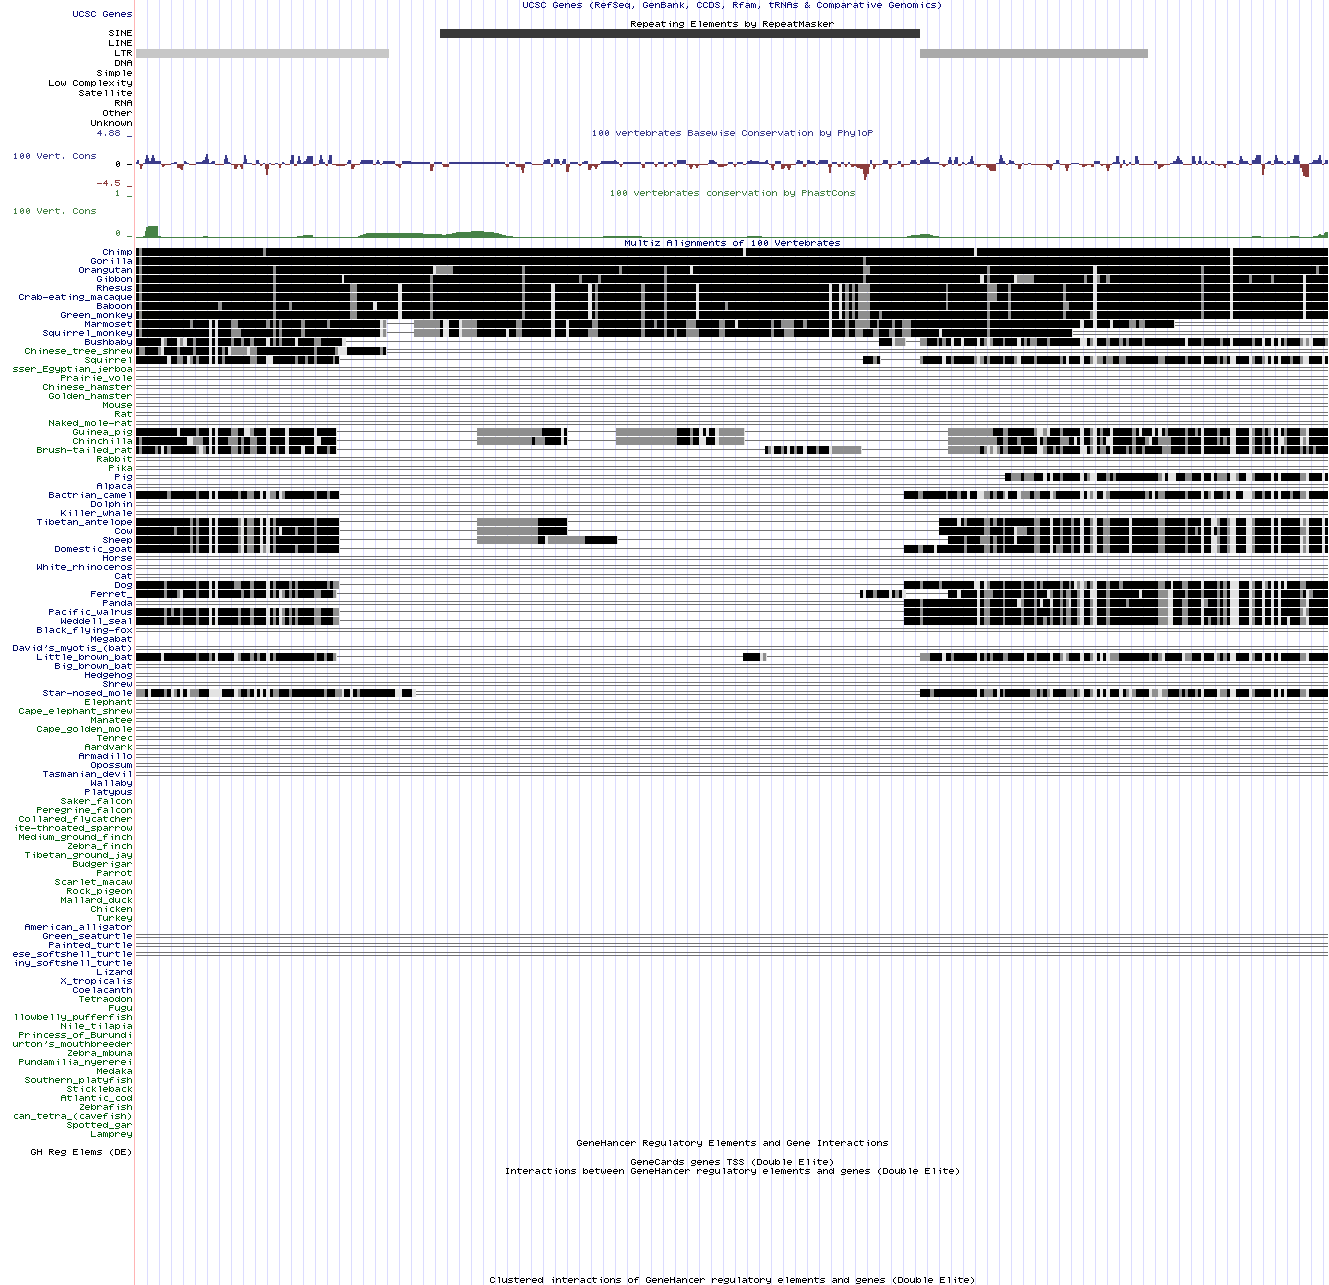 UCSC Genes (RefSeq, GenBank, CCDS, Rfam, tRNAs & Comparative Genomics)
UCSC Genes
Repeating Elements by RepeatMasker
SINE
LINE
LTR
DNA
Simple
Low Complexity
Satellite
RNA
Other
Unknown
4.88 _
100 vertebrates Basewise Conservation by PhyloP
100 Vert. Cons
0 _
-4.5 _
1 _
100 vertebrates conservation by PhastCons
100 Vert. Cons
0 _
Multiz Alignments of 100 Vertebrates
Chimp
Gorilla
Orangutan
Gibbon
Rhesus
Crab-eating_macaque
Baboon
Green_monkey
Marmoset
Squirrel_monkey
Bushbaby
Chinese_tree_shrew
Squirrel
sser_Egyptian_jerboa
Prairie_vole
Chinese_hamster
Golden_hamster
Mouse
Rat
Naked_mole-rat
Guinea_pig
Chinchilla
Brush-tailed_rat
Rabbit
Pika
Pig
Alpaca
Bactrian_camel
Dolphin
Killer_whale
Tibetan_antelope
Cow
Sheep
Domestic_goat
Horse
White_rhinoceros
Cat
Dog
Ferret_
Panda
Pacific_walrus
Weddell_seal
Black_flying-fox
Megabat
David's_myotis_(bat)
Little_brown_bat
Big_brown_bat
Hedgehog
Shrew
Star-nosed_mole
Elephant
Cape_elephant_shrew
Manatee
Cape_golden_mole
Tenrec
Aardvark
Armadillo
Opossum
Tasmanian_devil
Wallaby
Platypus
Saker_falcon
Peregrine_falcon
Collared_flycatcher
ite-throated_sparrow
Medium_ground_finch
Zebra_finch
Tibetan_ground_jay
Budgerigar
Parrot
Scarlet_macaw
Rock_pigeon
Mallard_duck
Chicken
Turkey
American_alligator
Green_seaturtle
Painted_turtle
ese_softshell_turtle
iny_softshell_turtle
Lizard
X_tropicalis
Coelacanth
Tetraodon
Fugu
llowbelly_pufferfish
Nile_tilapia
Princess_of_Burundi
urton's_mouthbreeder
Zebra_mbuna
Pundamilia_nyererei
Medaka
Southern_platyfish
Stickleback
Atlantic_cod
Zebrafish
can_tetra_(cavefish)
Spotted_gar
Lamprey
GeneHancer Regulatory Elements and Gene Interactions
GH Reg Elems (DE)
GeneCards genes TSS (Double Elite)
Interactions between GeneHancer regulatory elements and genes (Double Elite)
Clustered interactions of GeneHancer regulatory elements and genes (Double Elite)